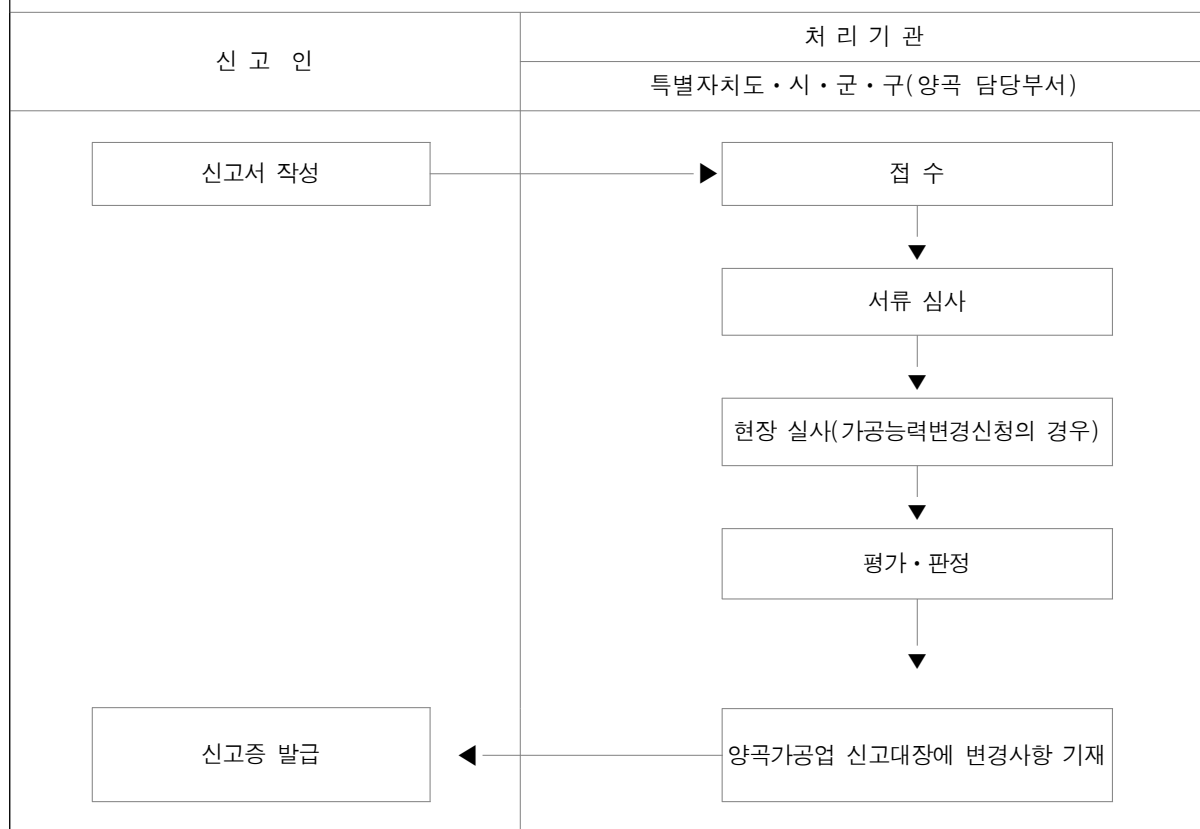 신 고 인
처 리 기 관
특별자치도・시・군・구(양곡 담당부서)
신고서 작성
접 수
서류 심사
현장 실사(가공능력변경신청의 경우)
평가・판정
신고증 발급
양곡가공업 신고대장에 변경사항 기재